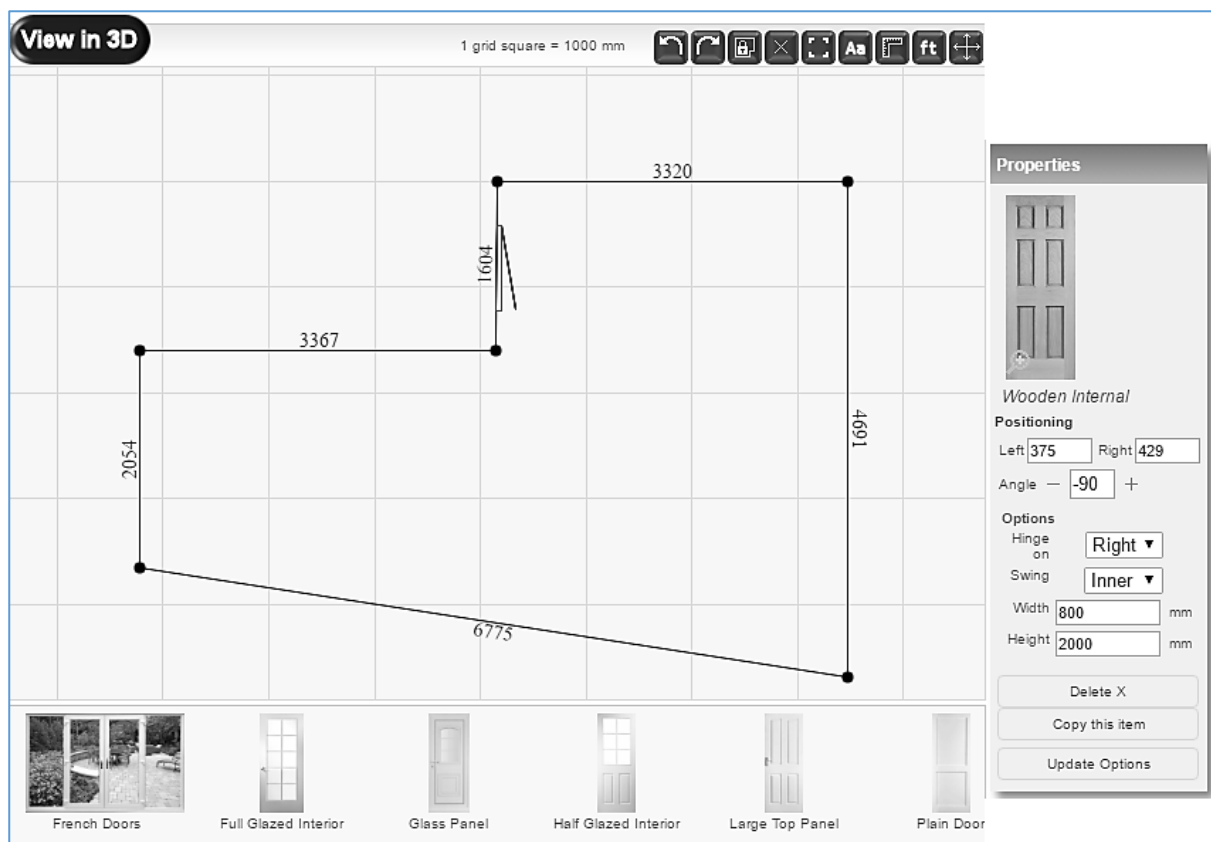 View in 3D
1 grid square = 1000 mm
Aa
ft
3320
1604
3367
2054
4691
6775
Properties
Wooden Internal
Positioning
Left 375 Right 429
Angle − -90 +
Options
Hinge on Right
Swing Inner
Width 800 mm
Height 2000 mm
Delete X
Copy this item
Update Options
French Doors
Full Glazed Interior
Glass Panel
Half Glazed Interior
Large Top Panel
Plain Door